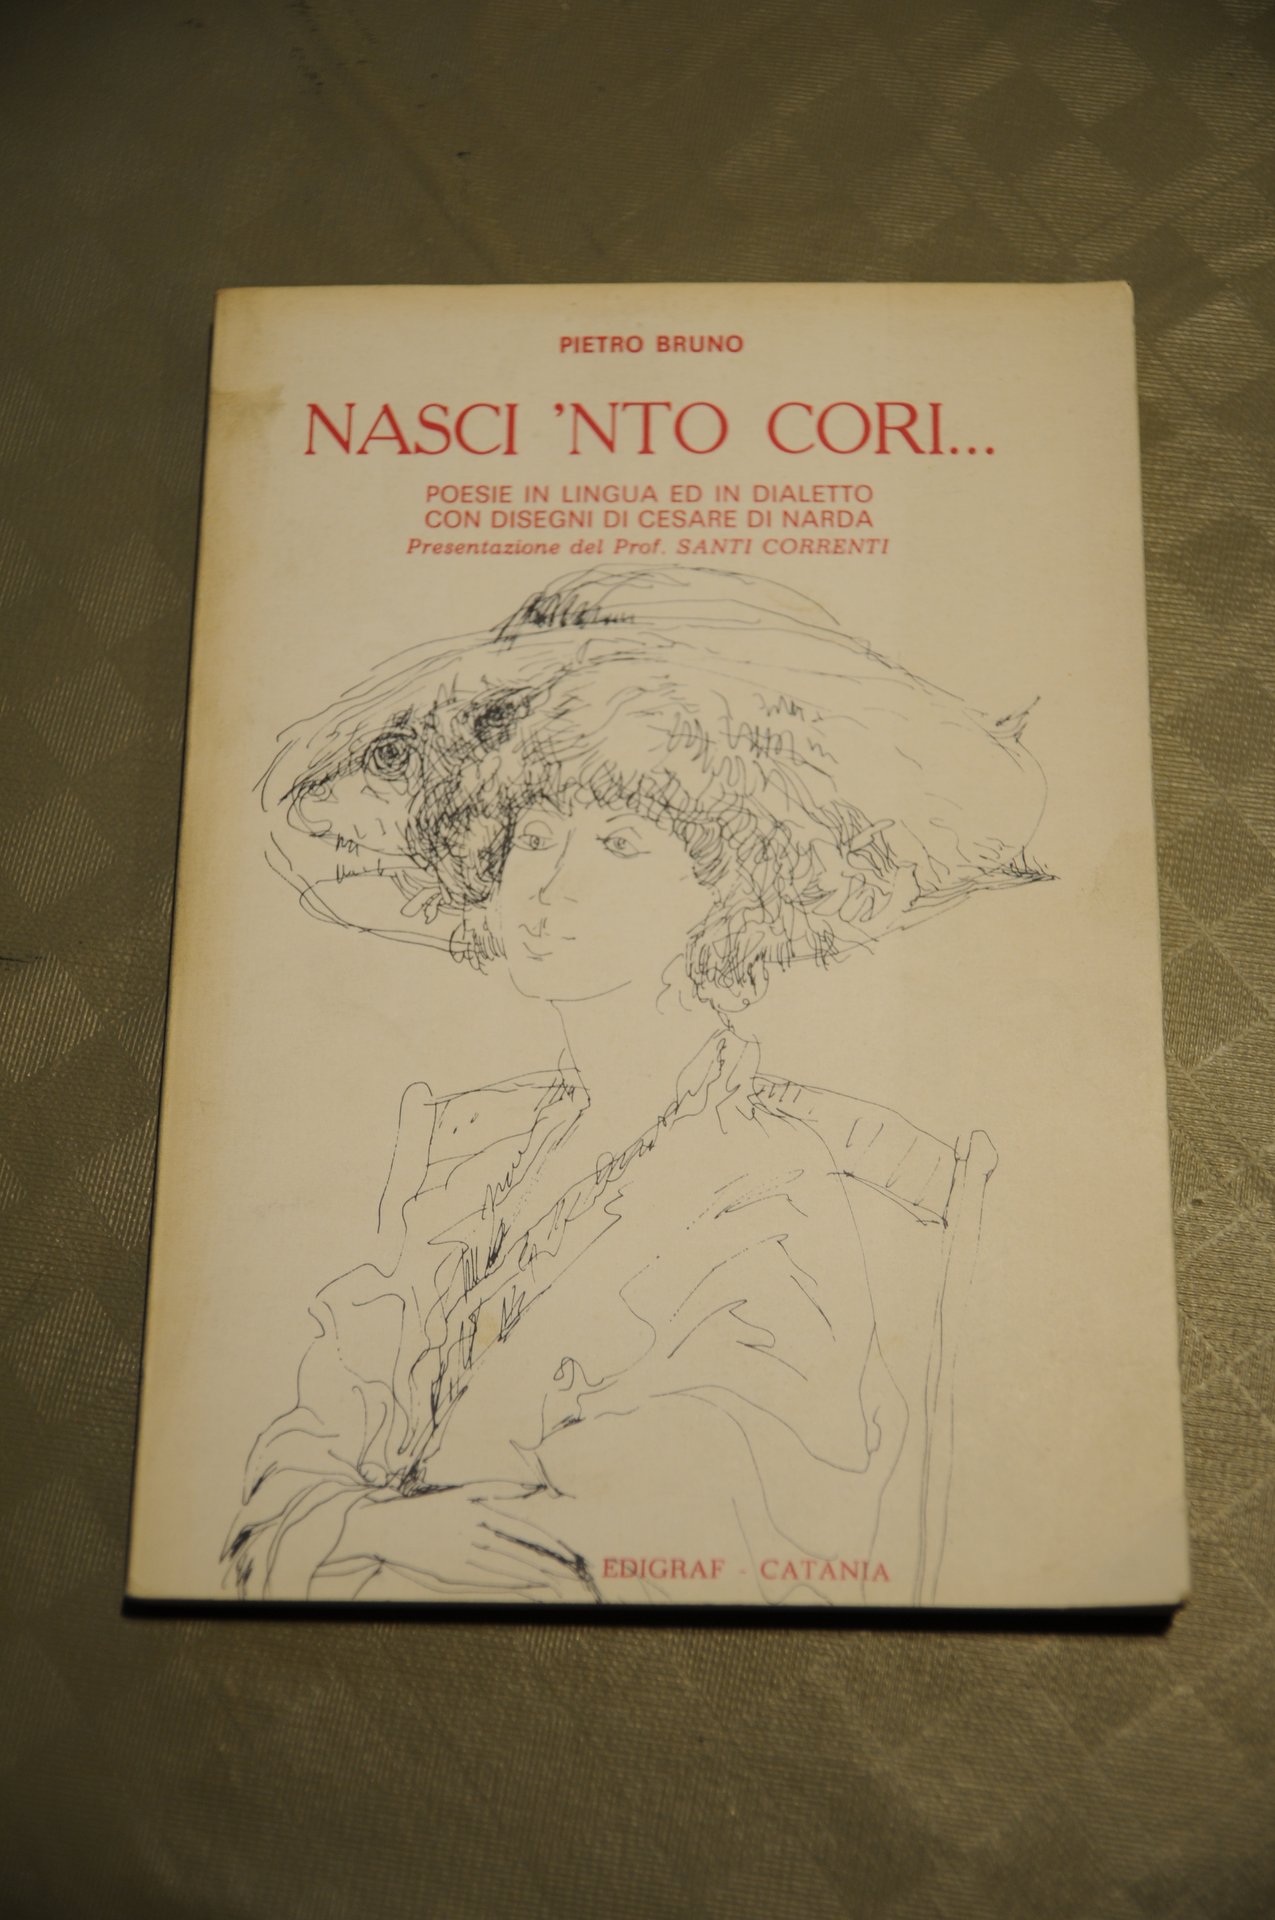 PIETRO BRUNO
NASCI 'NTO CORI...
POESIE IN LINGUA ED IN DIALETTO
CON DISEGNI DI CESARE DI NARDA
Presentazione del Prof. SANTI CORRENTI
EDIGRAF - CATANIA